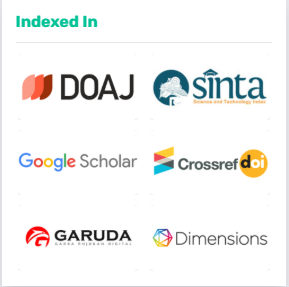 Indexed In
DOAJ
sinta
Science and Technology Index
Google Scholar
Crossref doi
GARUDA
GARBA RUJUKAN DIGITAL
Dimensions